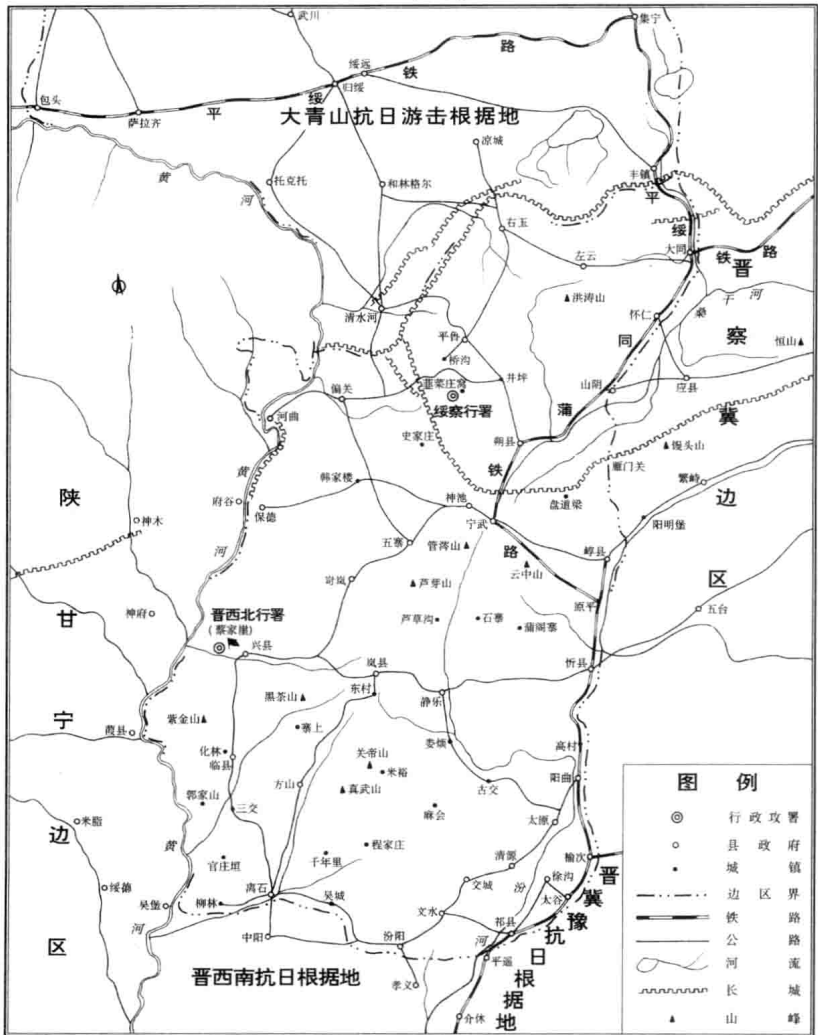 武川
集宁
绥远
归绥
平绥铁路
包头
萨拉齐
大青山抗日游击根据地
凉城
丰镇
黄河
托克托
和林格尔
右玉
平绥铁路
左云
大同
洪涛山
清水河
平鲁
怀仁
桑干河
恒山
桥沟
井坪
韭菜庄窝
绥察行署
偏关
河曲
山阴
应县
同蒲铁路
晋察冀边区
史家庄
朔县
馒头山
雁门关
繁峙
韩家楼
神池
盘道梁
府谷
保德
宁武
阳明堡
神木
黄河
五寨
管涔山
崞县
云中山
岢岚
芦芽山
原平
神府
芦草沟
石寨
蒲阁寨
五台
晋西北行署
(蔡家崖)
兴县
岚县
忻县
陕甘宁边区
黑茶山
东村
静乐
紫金山
寨上
葭县
化林
临县
关帝山
米裕
娄烦
高村
方山
真武山
古交
阳曲
郭家山
三交
麻会
太原
米脂
黄河
官庄垣
千年里
程家庄
清源
榆次
绥德
交城
汾河
徐沟
太谷
吴堡
柳林
离石
吴城
文水
祁县
中阳
汾阳
平遥
晋西南抗日根据地
孝义
介休
晋冀豫抗日根据地
图例
行政攻署
县政府
城镇
边区界
铁路
公路
河流
长城
山峰